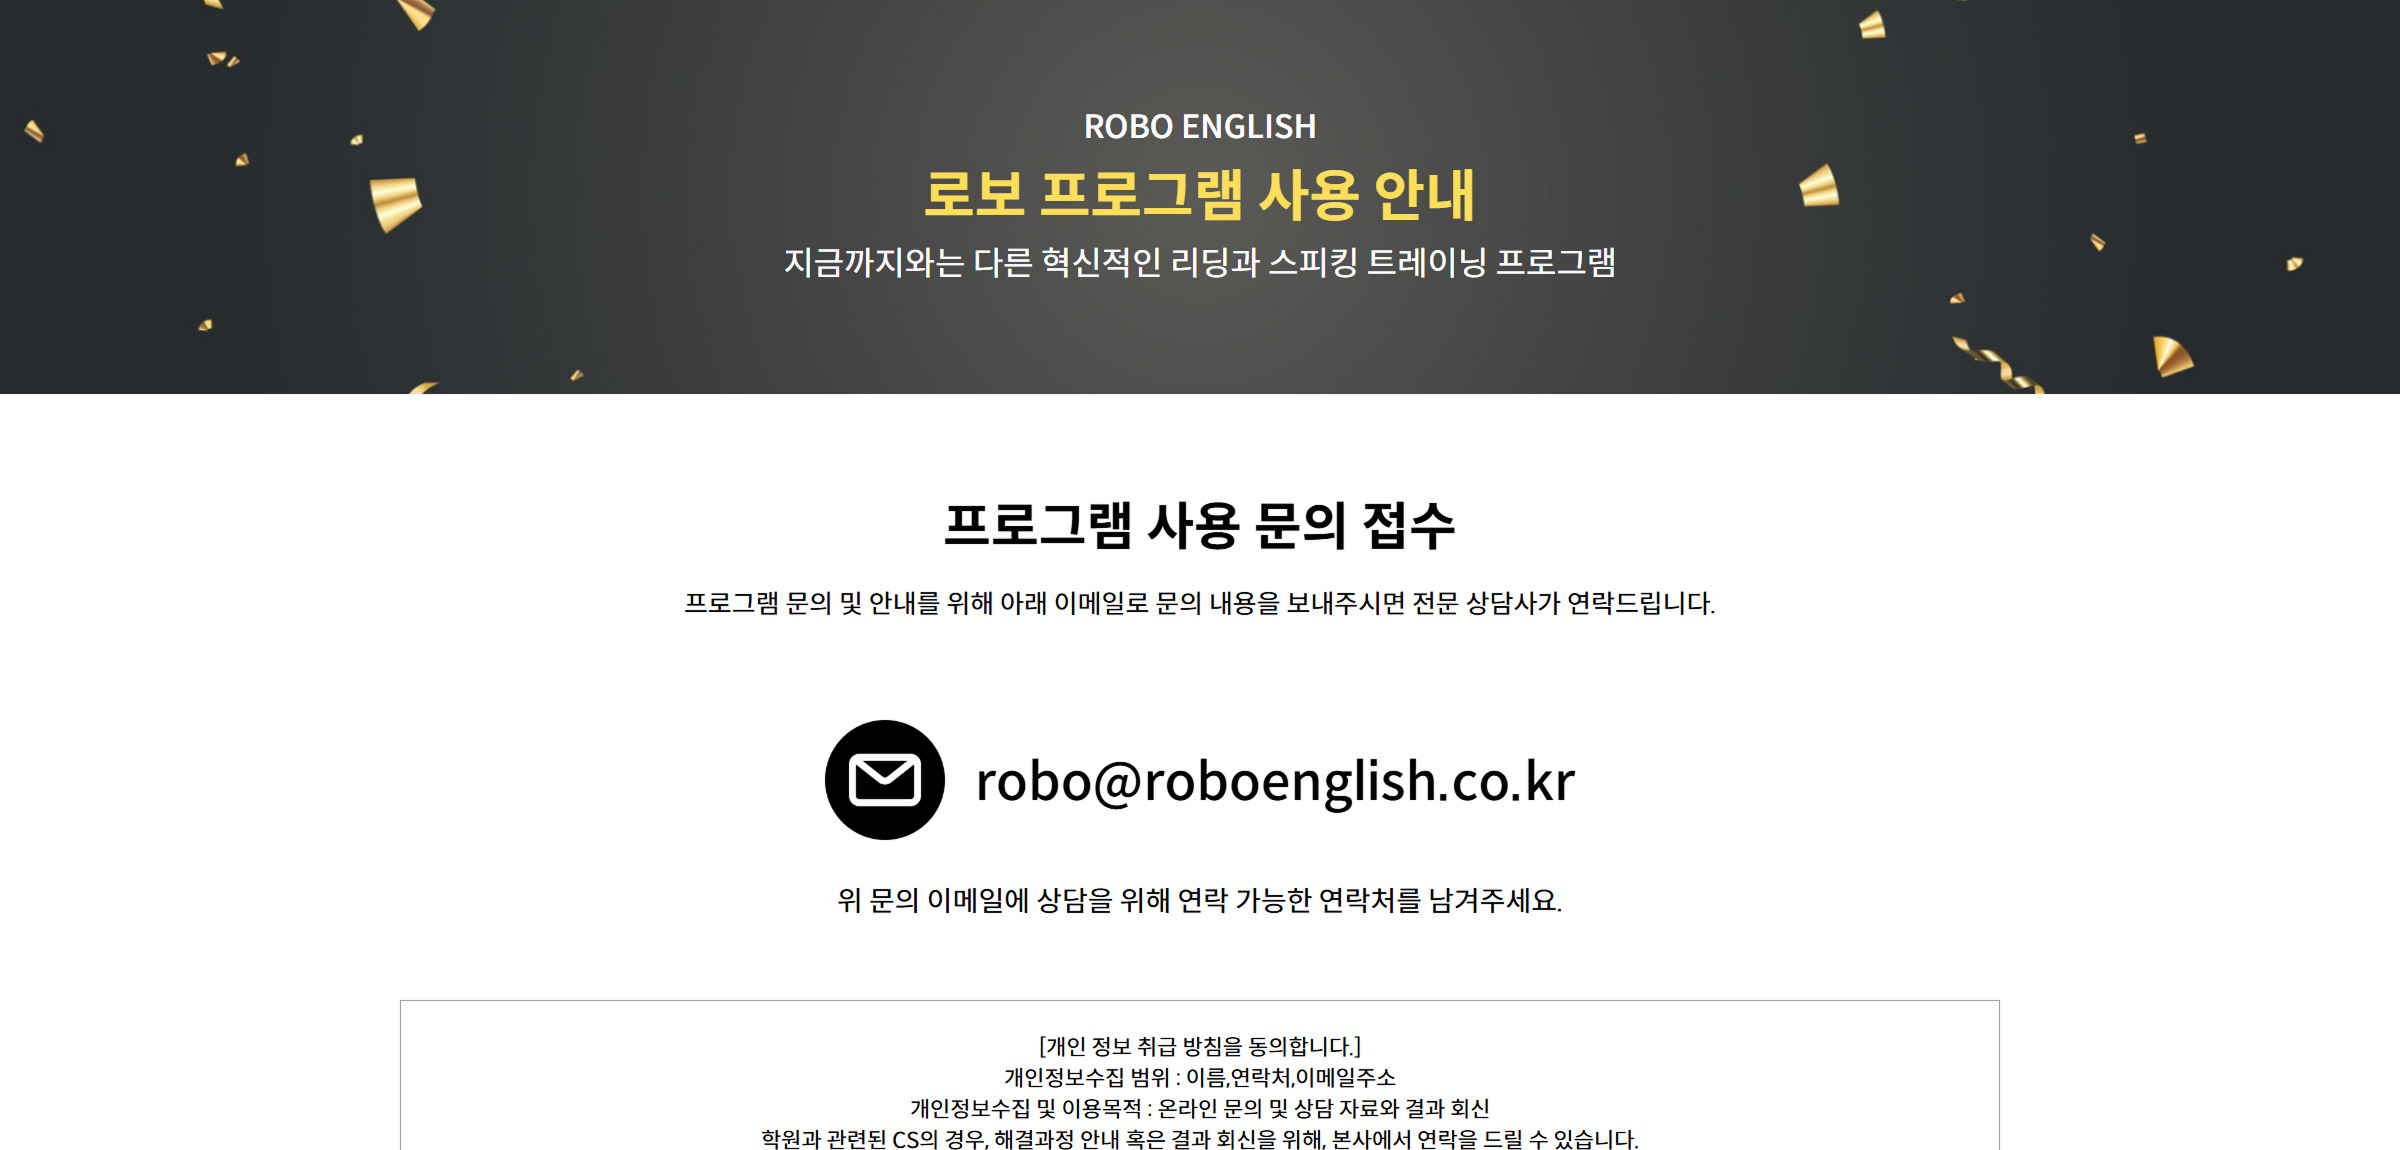 ROBO ENGLISH
로보 프로그램 사용 안내
지금까지와는 다른 혁신적인 리딩과 스피킹 트레이닝 프로그램
프로그램 사용 문의 접수
프로그램 문의 및 안내를 위해 아래 이메일로 문의 내용을 보내주시면 전문 상담사가 연락드립니다.
robo@roboenglish.co.kr
위 문의 이메일에 상담을 위해 연락 가능한 연락처를 남겨주세요.
[개인 정보 취급 방침을 동의합니다.]
개인정보수집 범위 : 이름,연락처,이메일주소
개인정보수집 및 이용목적 : 온라인 문의 및 상담 자료와 결과 회신
학원과 관련된 CS의 경우, 해결과정 안내 혹은 결과 회신을 위해, 본사에서 연락을 드릴 수 있습니다.